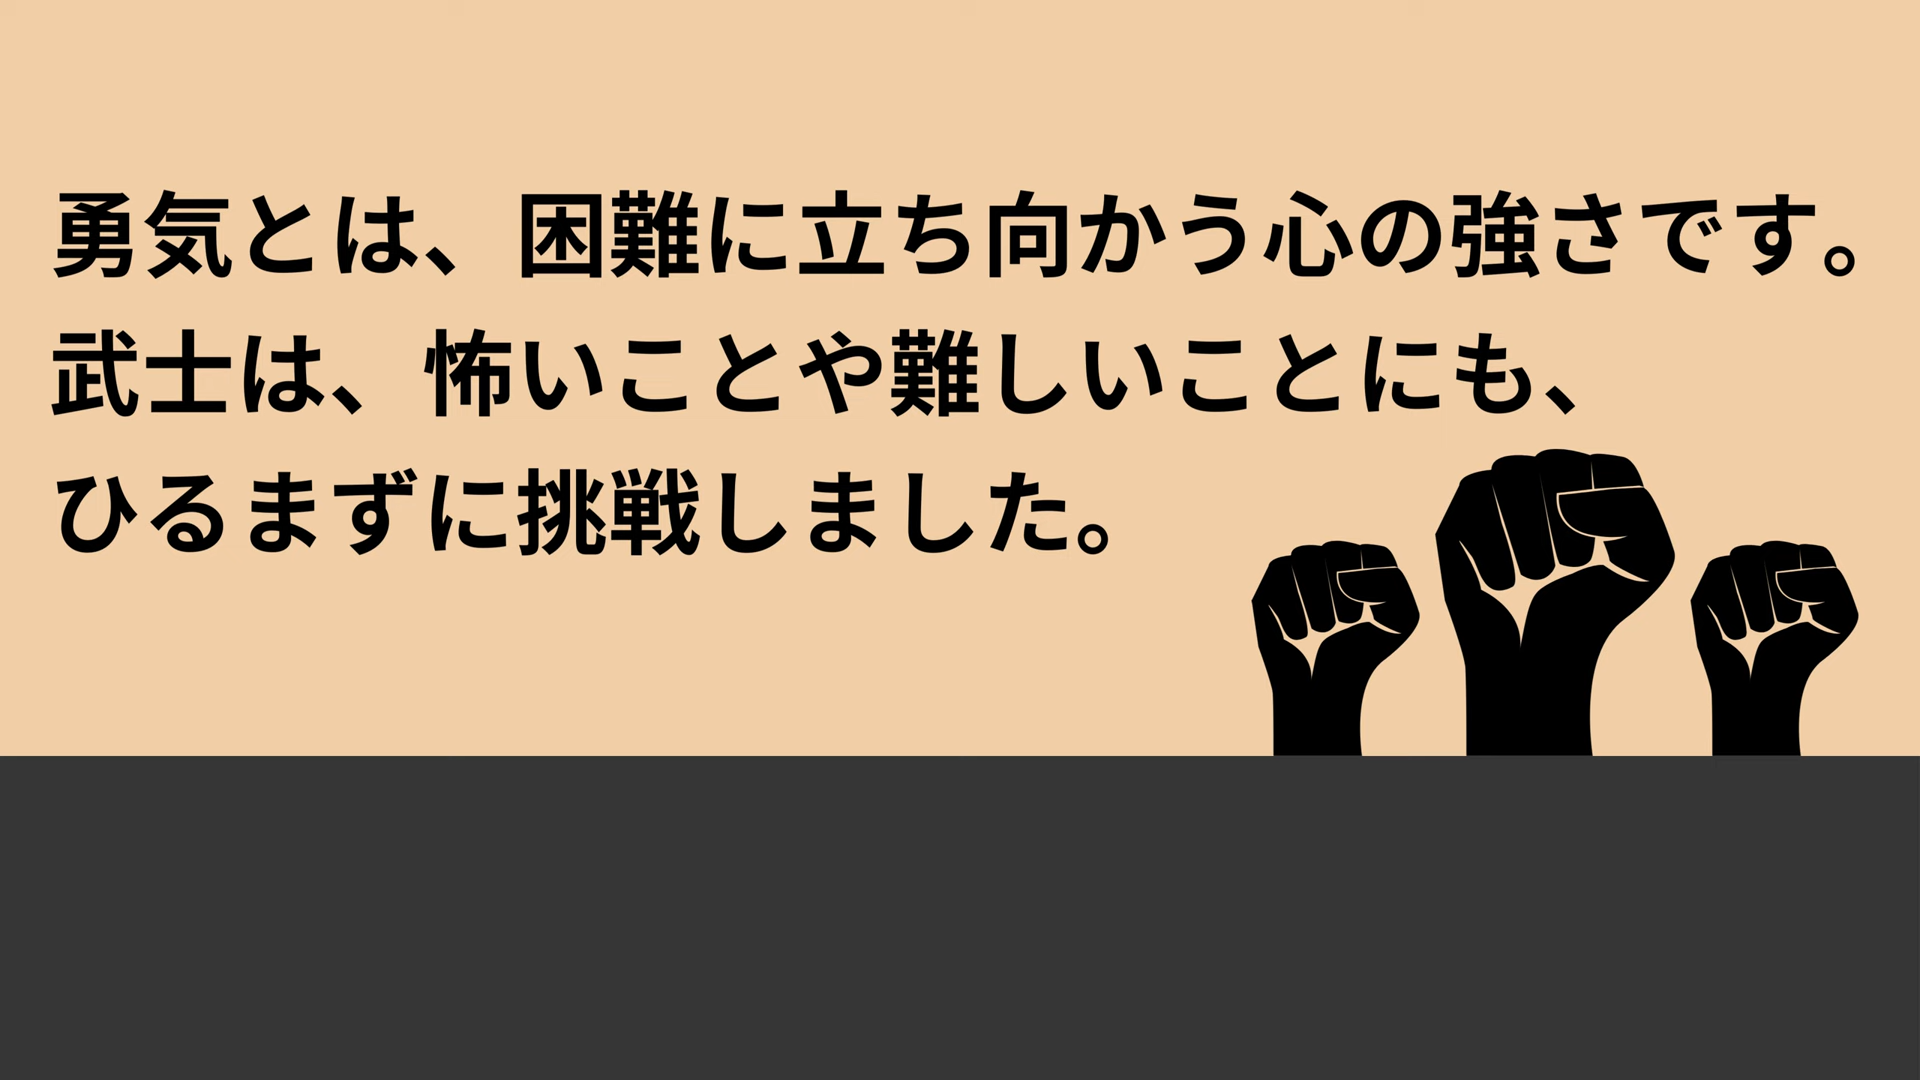 勇気とは、困難に立ち向かう心の強さです。
武士は、怖いことや難しいことにも、
ひるまずに挑戦しました。